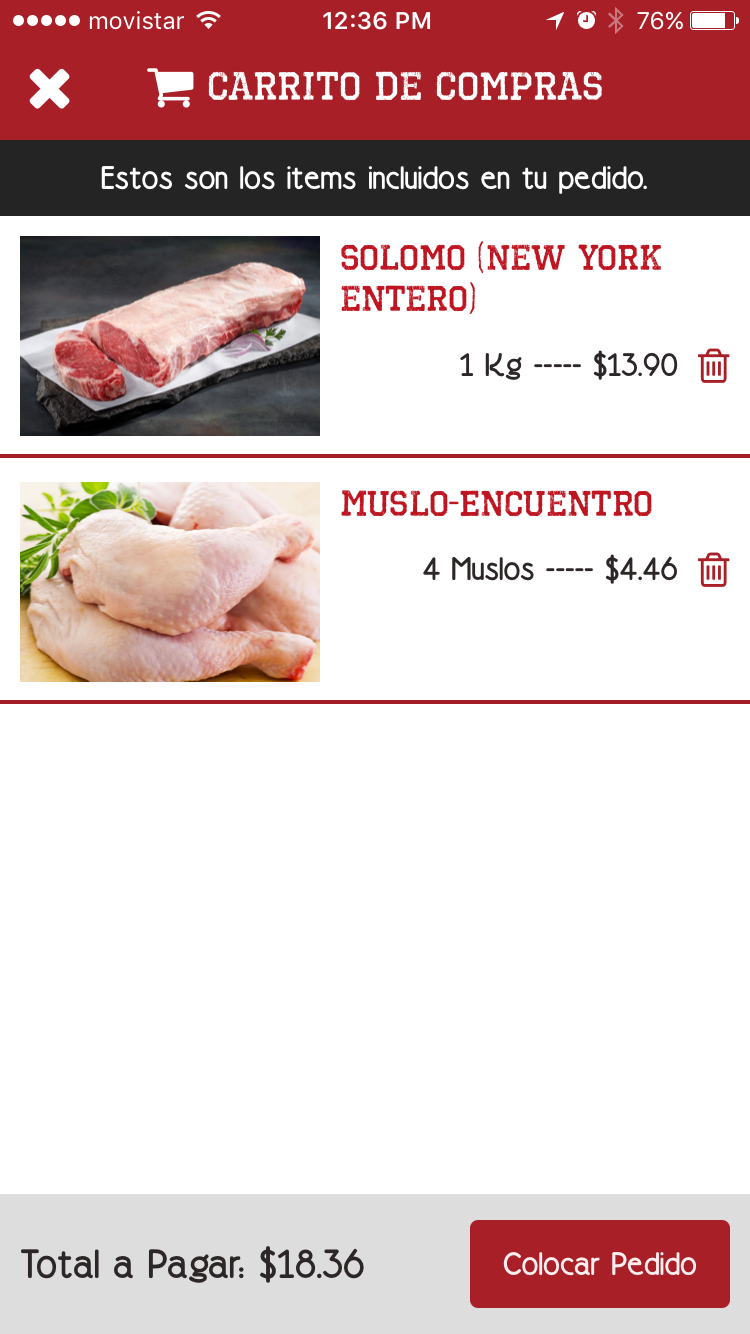 movistar 12:36 PM 76%
CARRITO DE COMPRAS
Estos son los items incluidos en tu pedido.
SOLOMO (NEW YORK
ENTERO)
1 Kg ----- $13.90
MUSLO-ENCUENTRO
4 Muslos ----- $4.46
Total a Pagar: $18.36
Colocar Pedido